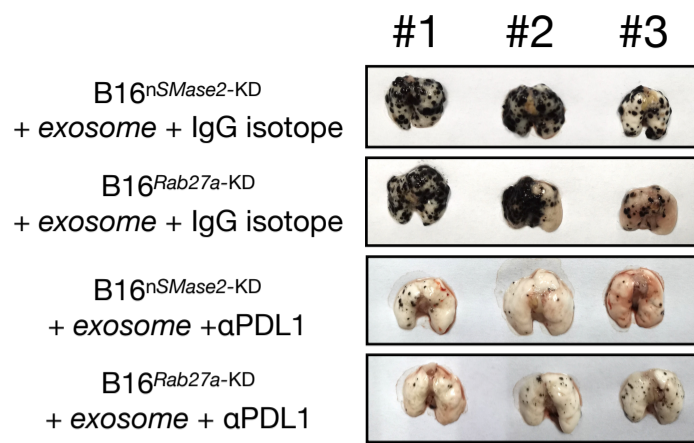 #1 #2 #3
B16nSMase2-KD
+ exosome + IgG isotope
B16Rab27a-KD
+ exosome + IgG isotope
B16nSMase2-KD
+ exosome +αPDL1
B16Rab27a-KD
+ exosome + αPDL1